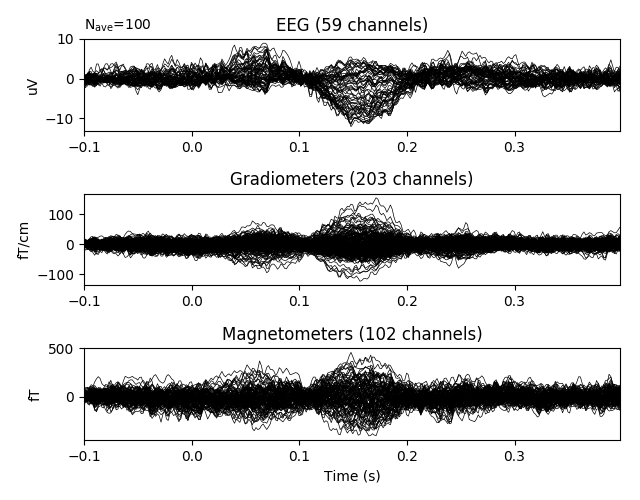 N_ave=100
EEG (59 channels)
10
0
−10
uV
−0.1 0.0 0.1 0.2 0.3
Gradiometers (203 channels)
100
0
−100
fT/cm
−0.1 0.0 0.1 0.2 0.3
Magnetometers (102 channels)
500
0
fT
−0.1 0.0 0.1 0.2 0.3
Time (s)